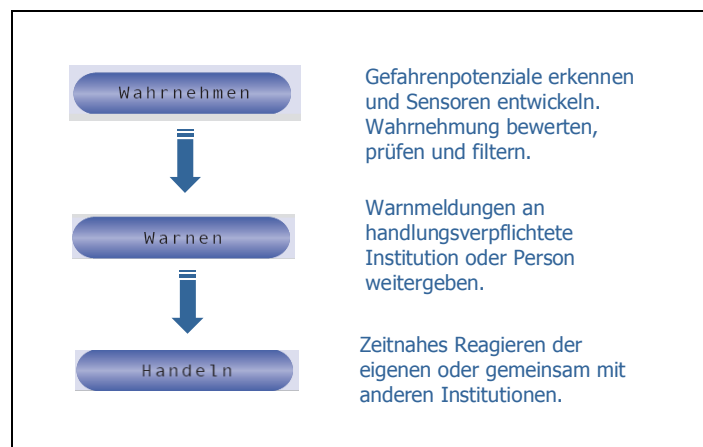 Wahrnehmen
Gefahrenpotenziale erkennen
und Sensoren entwickeln.
Wahrnehmung bewerten,
prüfen und filtern.
Warnen
Warnmeldungen an
handlungsverpflichtete
Institution oder Person
weitergeben.
Handeln
Zeitnahes Reagieren der
eigenen oder gemeinsam mit
anderen Institutionen.